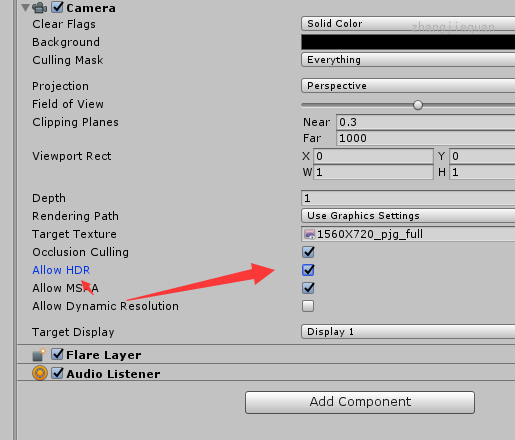 Camera
Clear Flags Solid Color
zhangjiequan
Background
Culling Mask Everything
Projection Perspective
Field of View
Clipping Planes Near 0.3
Far 1000
Viewport Rect X 0 Y 0
W 1 H 1
Depth 1
Rendering Path Use Graphics Settings
Target Texture 1560X720_pjg_full
Occlusion Culling
Allow HDR
Allow MSAA
Allow Dynamic Resolution
Target Display Display 1
Flare Layer
Audio Listener
Add Component